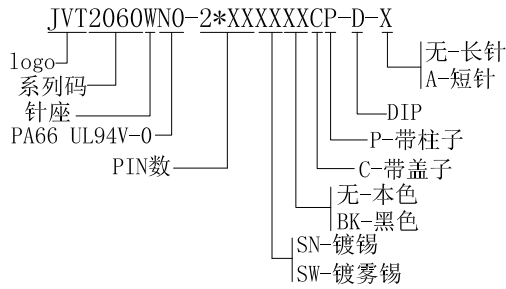 JVT2060WN0-2*XXXXXXCP-D-X
无-长针
A-短针
logo
系列码
针座
DIP
PA66 UL94V-0
P-带柱子
PIN数
C-带盖子
无-本色
BK-黑色
SN-镀锡
SW-镀雾锡